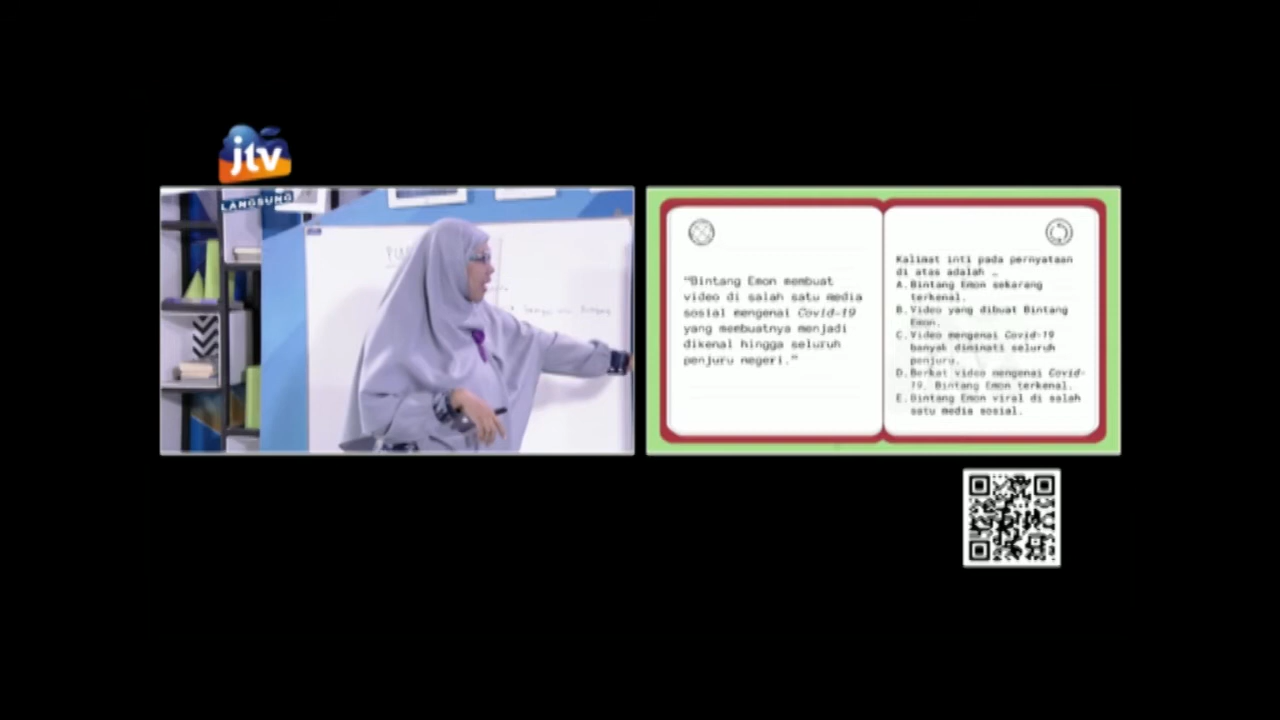 jtv
LANGSUNG
"Bintang Emon membuat
video di salah satu media
sosial mengenai Covid-19
yang membuatnya menjadi
dikenal hingga seluruh
penjuru negeri."
Kalimat inti pada pernyataan
di atas adalah …
A. Bintang Emon sekarang
terkenal.
B. Video yang dibuat Bintang
Emon.
C. Video mengenai Covid-19
banyak diminati seluruh
penjuru.
D. Berkat video mengenai Covid-
19, Bintang Emon terkenal.
E. Bintang Emon viral di salah
satu media sosial.